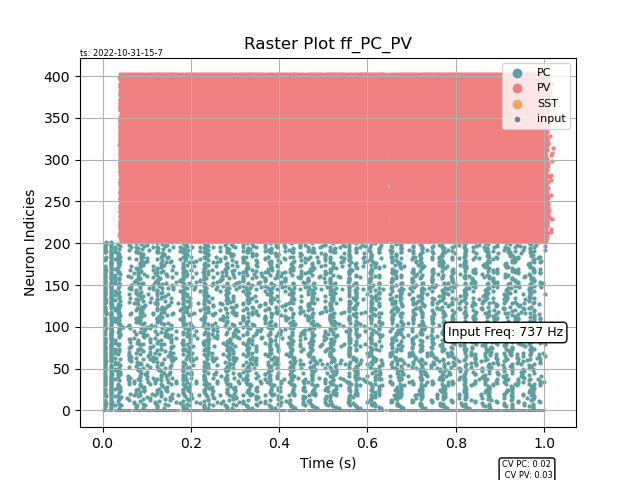 Raster Plot ff_PC_PV
ts: 2022-10-31-15-7
PC
PV
SST
input
400
350
300
250
200
150
100
50
0
Neuron Indicies
Input Freq: 737 Hz
0.0 0.2 0.4 0.6 0.8 1.0
Time (s)
CV PC: 0.02
CV PV: 0.03